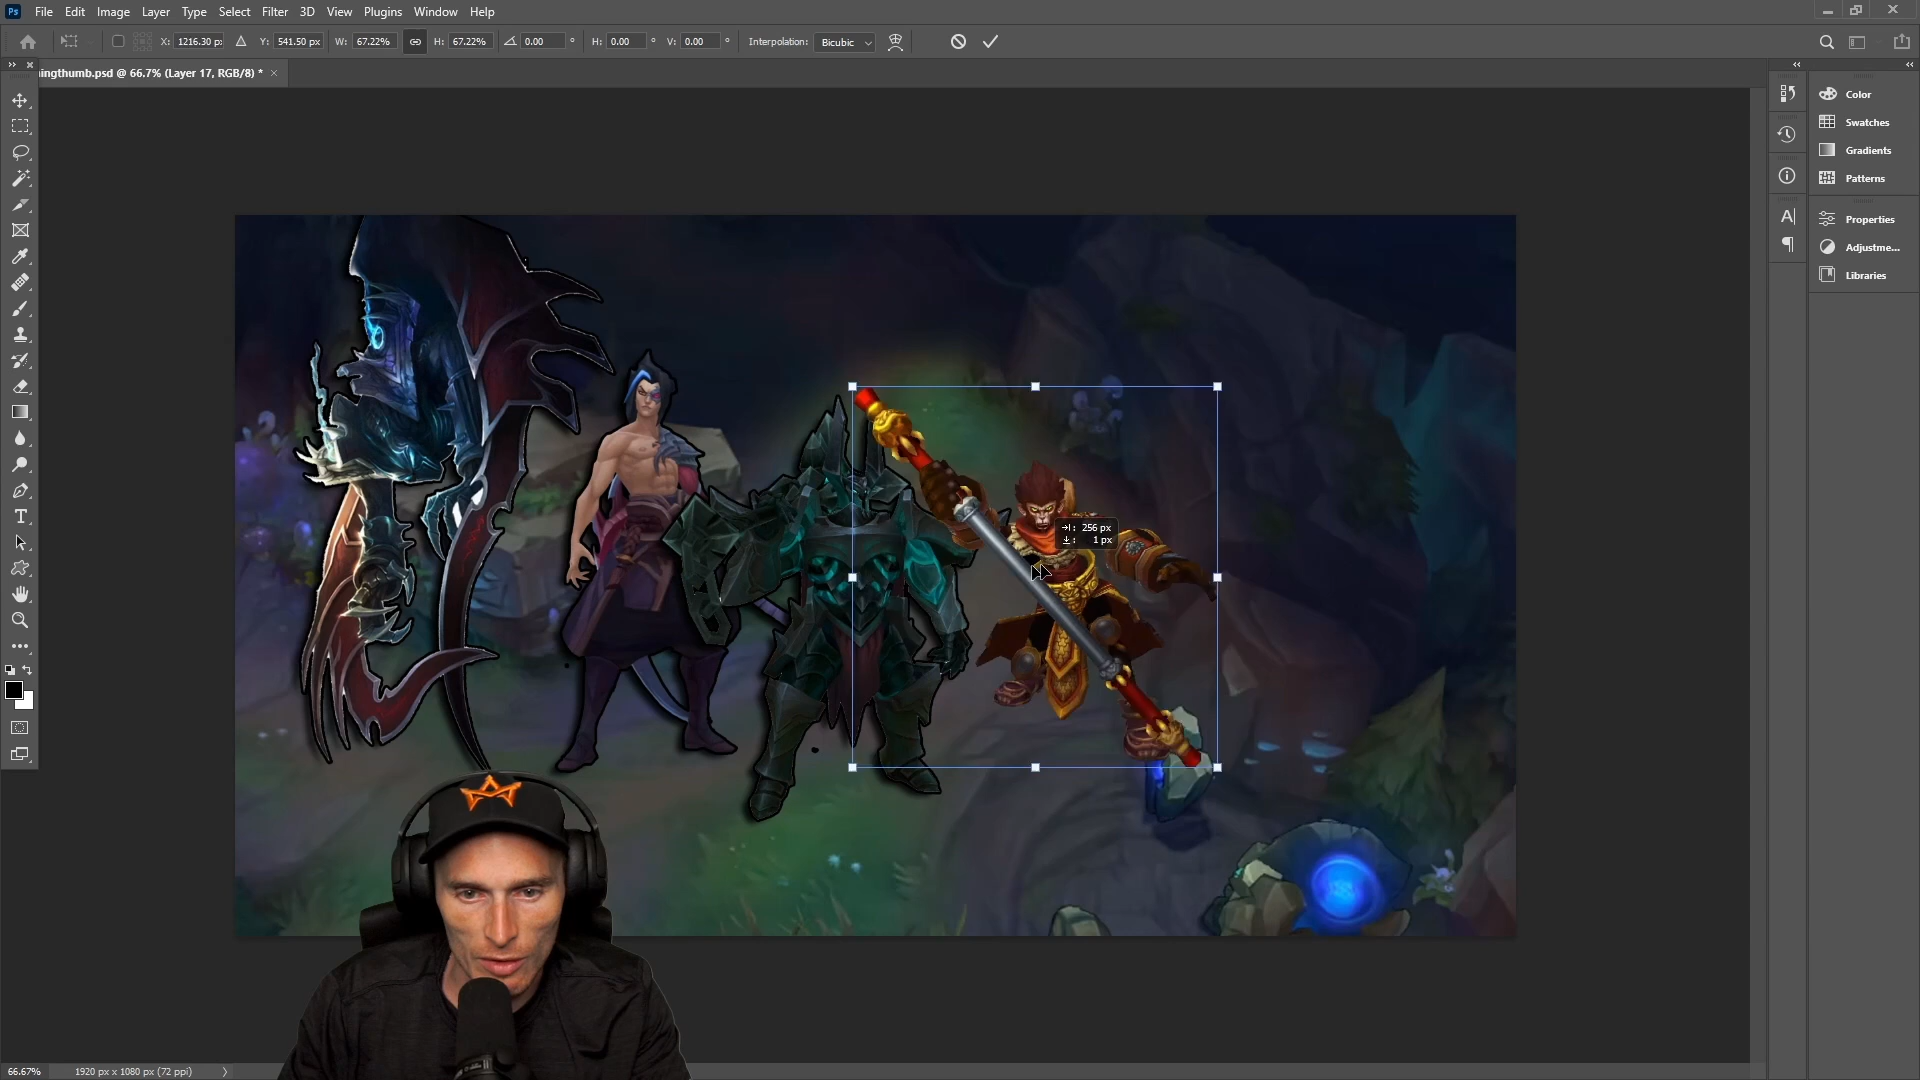 Ps File Edit Image Layer Type Select Filter 3D View Plugins Window Help
X: 1216.30 p: Y: 541.50 px W: 67.22% H: 67.22% 0.00 ° H: 0.00 ° V: 0.00 ° Interpolation: Bicubic
ingthumb.psd @ 66.7% (Layer 17, RGB/8) * ×
Color
Swatches
Gradients
Patterns
Properties
Adjustme...
Libraries
: 256 px
: 1 px
66.67% 1920 px x 1080 px (72 ppi)